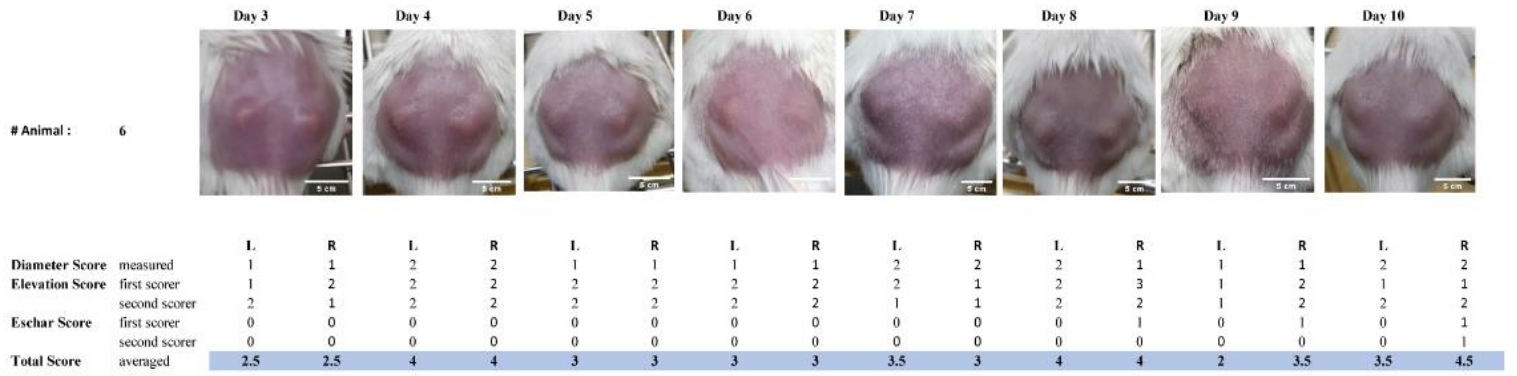 Day 3 Day 4 Day 5 Day 6 Day 7 Day 8 Day 9 Day 10
# Animal : 6
5 cm 5 cm 5 cm 5 cm 5 cm 5 cm 5 cm
L R L R L R L R L R L R L R L R
Diameter Score measured 1 1 2 2 1 1 1 1 2 2 2 1 1 1 2 2
Elevation Score first scorer 1 2 2 2 2 2 2 2 2 1 2 3 1 2 1 1
second scorer 2 1 2 2 2 2 2 2 1 1 2 2 1 2 2 2
Eschar Score first scorer 0 0 0 0 0 0 0 0 0 0 0 1 0 1 0 1
second scorer 0 0 0 0 0 0 0 0 0 0 0 0 0 0 0 1
Total Score averaged 2.5 2.5 4 4 3 3 3 3 3.5 3 4 4 2 3.5 3.5 4.5